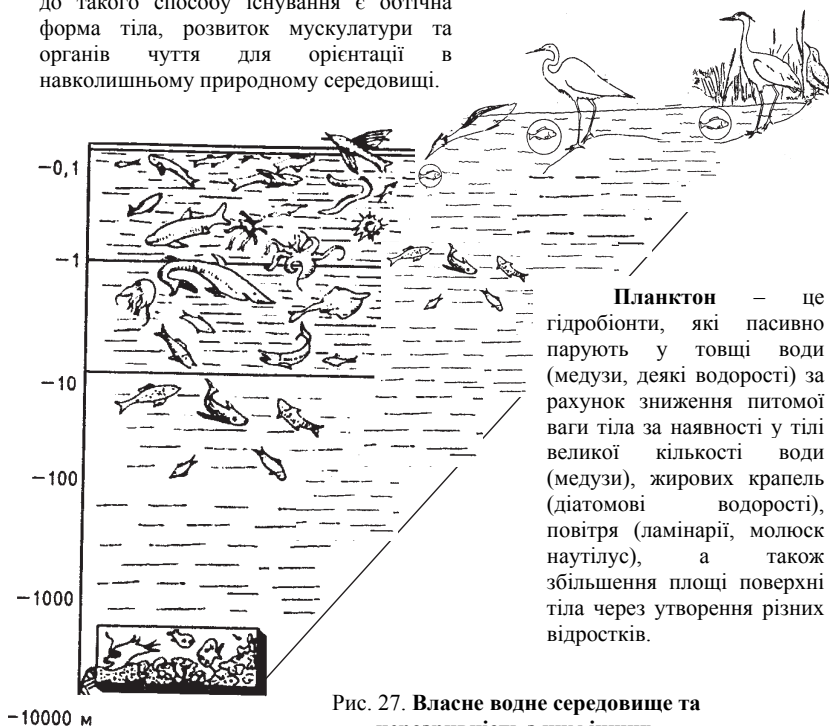 до такого способу існування є обтічна
форма тіла, розвиток мускулатури та
органів чуття для орієнтації в
навколишньому природному середовищі.
-0,1
-1
-10
-100
-1000
-10000 м
Планктон – це
гідробіонти, які пасивно
парують у товщі води
(медузи, деякі водорості) за
рахунок зниження питомої
ваги тіла за наявності у тілі
великої кількості води
(медузи), жирових крапель
(діатомові водорості),
повітря (ламінарії, молюск
наутілус), а також
збільшення площі поверхні
тіла через утворення різних
відростків.
Рис. 27. Власне водне середовище та